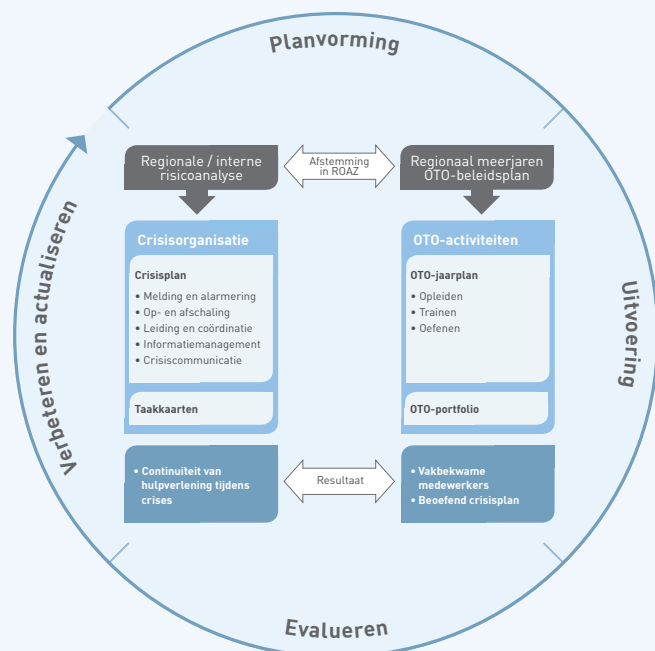 Planvorming
Regionale / interne
risicoanalyse
Afstemming
in ROAZ
Regionaal meerjaren
OTO-beleidsplan
Crisisorganisatie
Crisisplan
• Melding en alarmering
• Op- en afschaling
• Leiding en coördinatie
• Informatiemanagement
• Crisiscommunicatie
Taakkaarten
OTO-activiteiten
OTO-jaarplan
• Opleiden
• Trainen
• Oefenen
OTO-portfolio
• Continuïteit van
hulpverlening tijdens
crises
Resultaat
• Vakbekwame
medewerkers
• Beoefend crisisplan
Uitvoering
Evalueren
Verbeteren en actualiseren